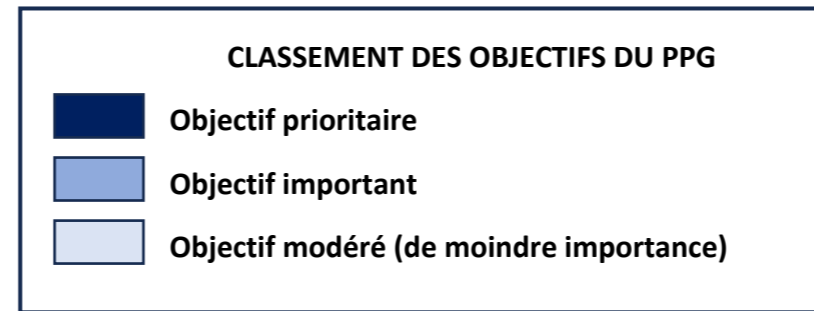 CLASSEMENT DES OBJECTIFS DU PPG
Objectif prioritaire
Objectif important
Objectif modéré (de moindre importance)